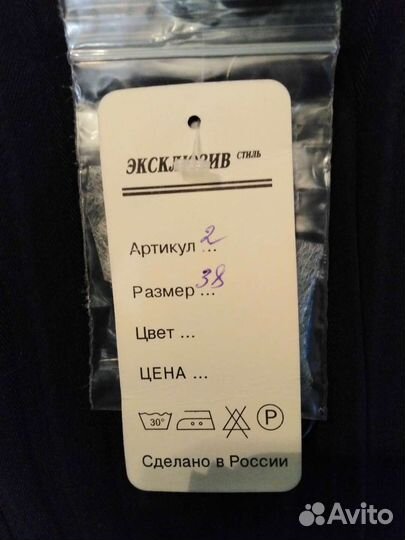 ЭКСКЛЮЗИВ СТИЛЬ
Артикул 2 ...
Размер 38 ...
Цвет ...
ЦЕНА ...
30° P
Сделано в России
Avito